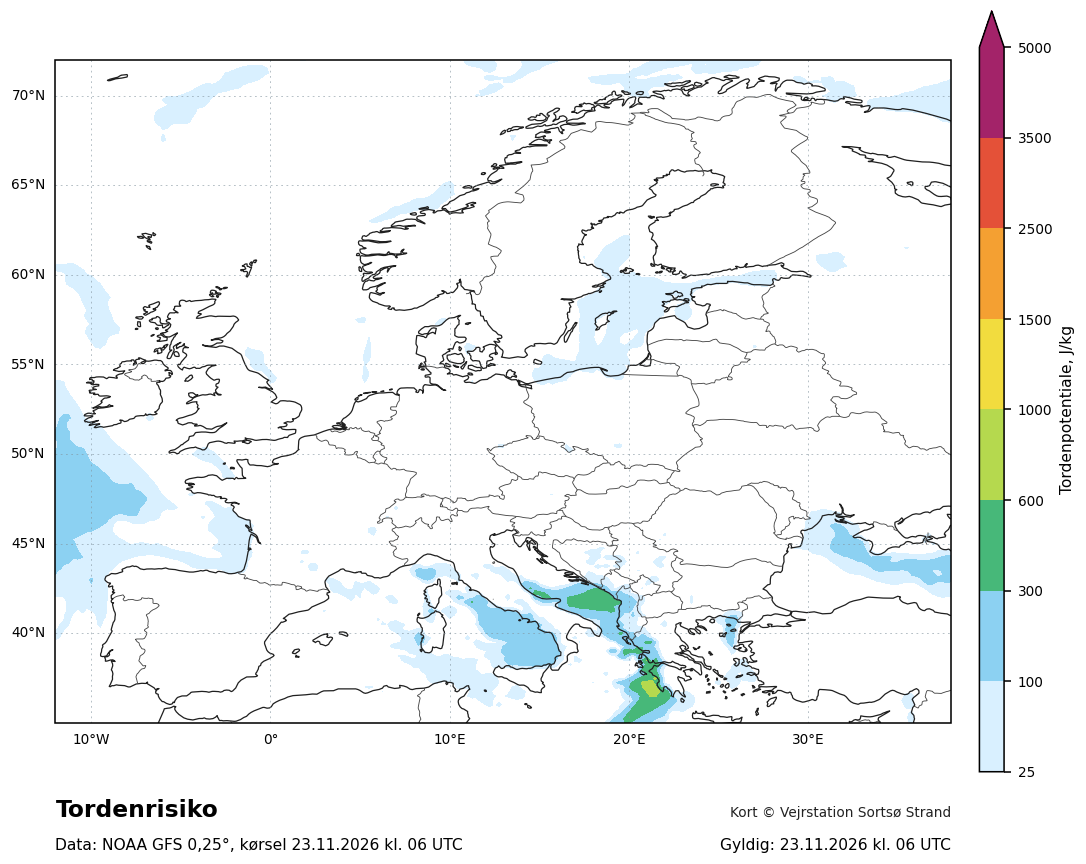 5000
3500
2500
1500
1000
600
300
100
25
Tordenpotentiale, J/kg
70°N
65°N
60°N
55°N
50°N
45°N
40°N
10°W
0°
10°E
20°E
30°E
Tordenrisiko
Kort © Vejrstation Sortsø Strand
Data: NOAA GFS 0,25°, kørsel 23.11.2026 kl. 06 UTC
Gyldig: 23.11.2026 kl. 06 UTC